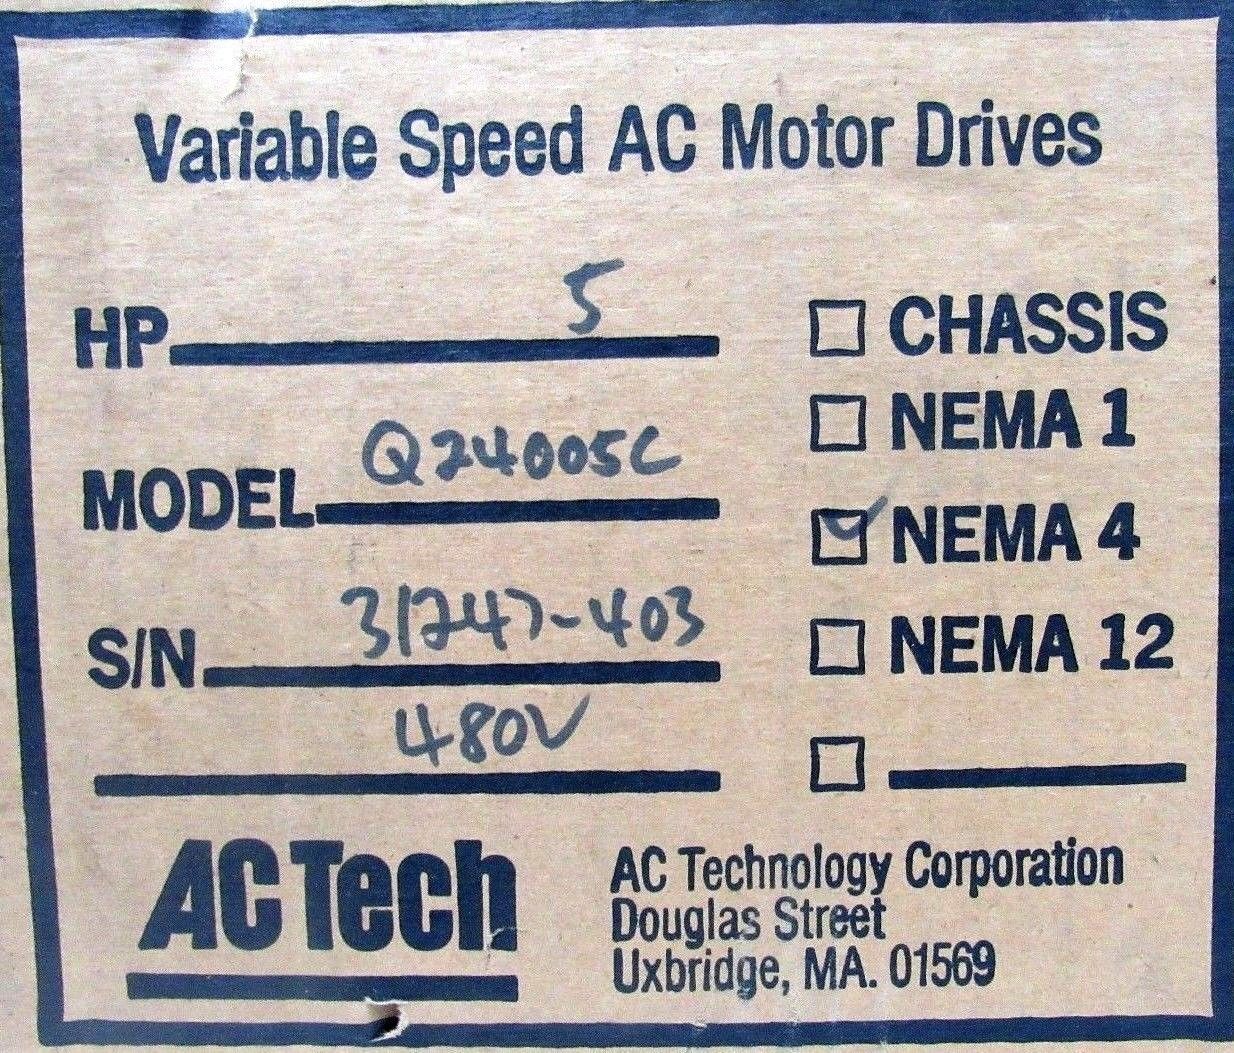 Variable Speed AC Motor Drives
HP 5
MODEL Q24005C
S/N 31247-403
480V
CHASSIS
NEMA 1
NEMA 4
NEMA 12
AC Tech
AC Technology Corporation
Douglas Street
Uxbridge, MA. 01569